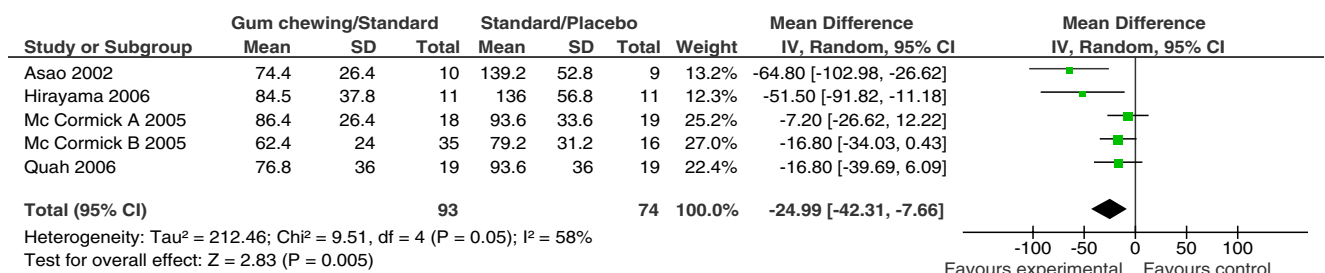 Gum chewing/Standard Standard/Placebo Mean Difference Mean Difference
Study or Subgroup Mean SD Total Mean SD Total Weight IV, Random, 95% CI IV, Random, 95% CI
Asao 2002 74.4 26.4 10 139.2 52.8 9 13.2% -64.80 [-102.98, -26.62]
Hirayama 2006 84.5 37.8 11 136 56.8 11 12.3% -51.50 [-91.82, -11.18]
Mc Cormick A 2005 86.4 26.4 18 93.6 33.6 19 25.2% -7.20 [-26.62, 12.22]
Mc Cormick B 2005 62.4 24 35 79.2 31.2 16 27.0% -16.80 [-34.03, 0.43]
Quah 2006 76.8 36 19 93.6 36 19 22.4% -16.80 [-39.69, 6.09]
Total (95% CI) 93 74 100.0% -24.99 [-42.31, -7.66]
Heterogeneity: Tau² = 212.46; Chi² = 9.51, df = 4 (P = 0.05); I² = 58%
Test for overall effect: Z = 2.83 (P = 0.005)
-100 -50 0 50 100
Favours experimental Favours control